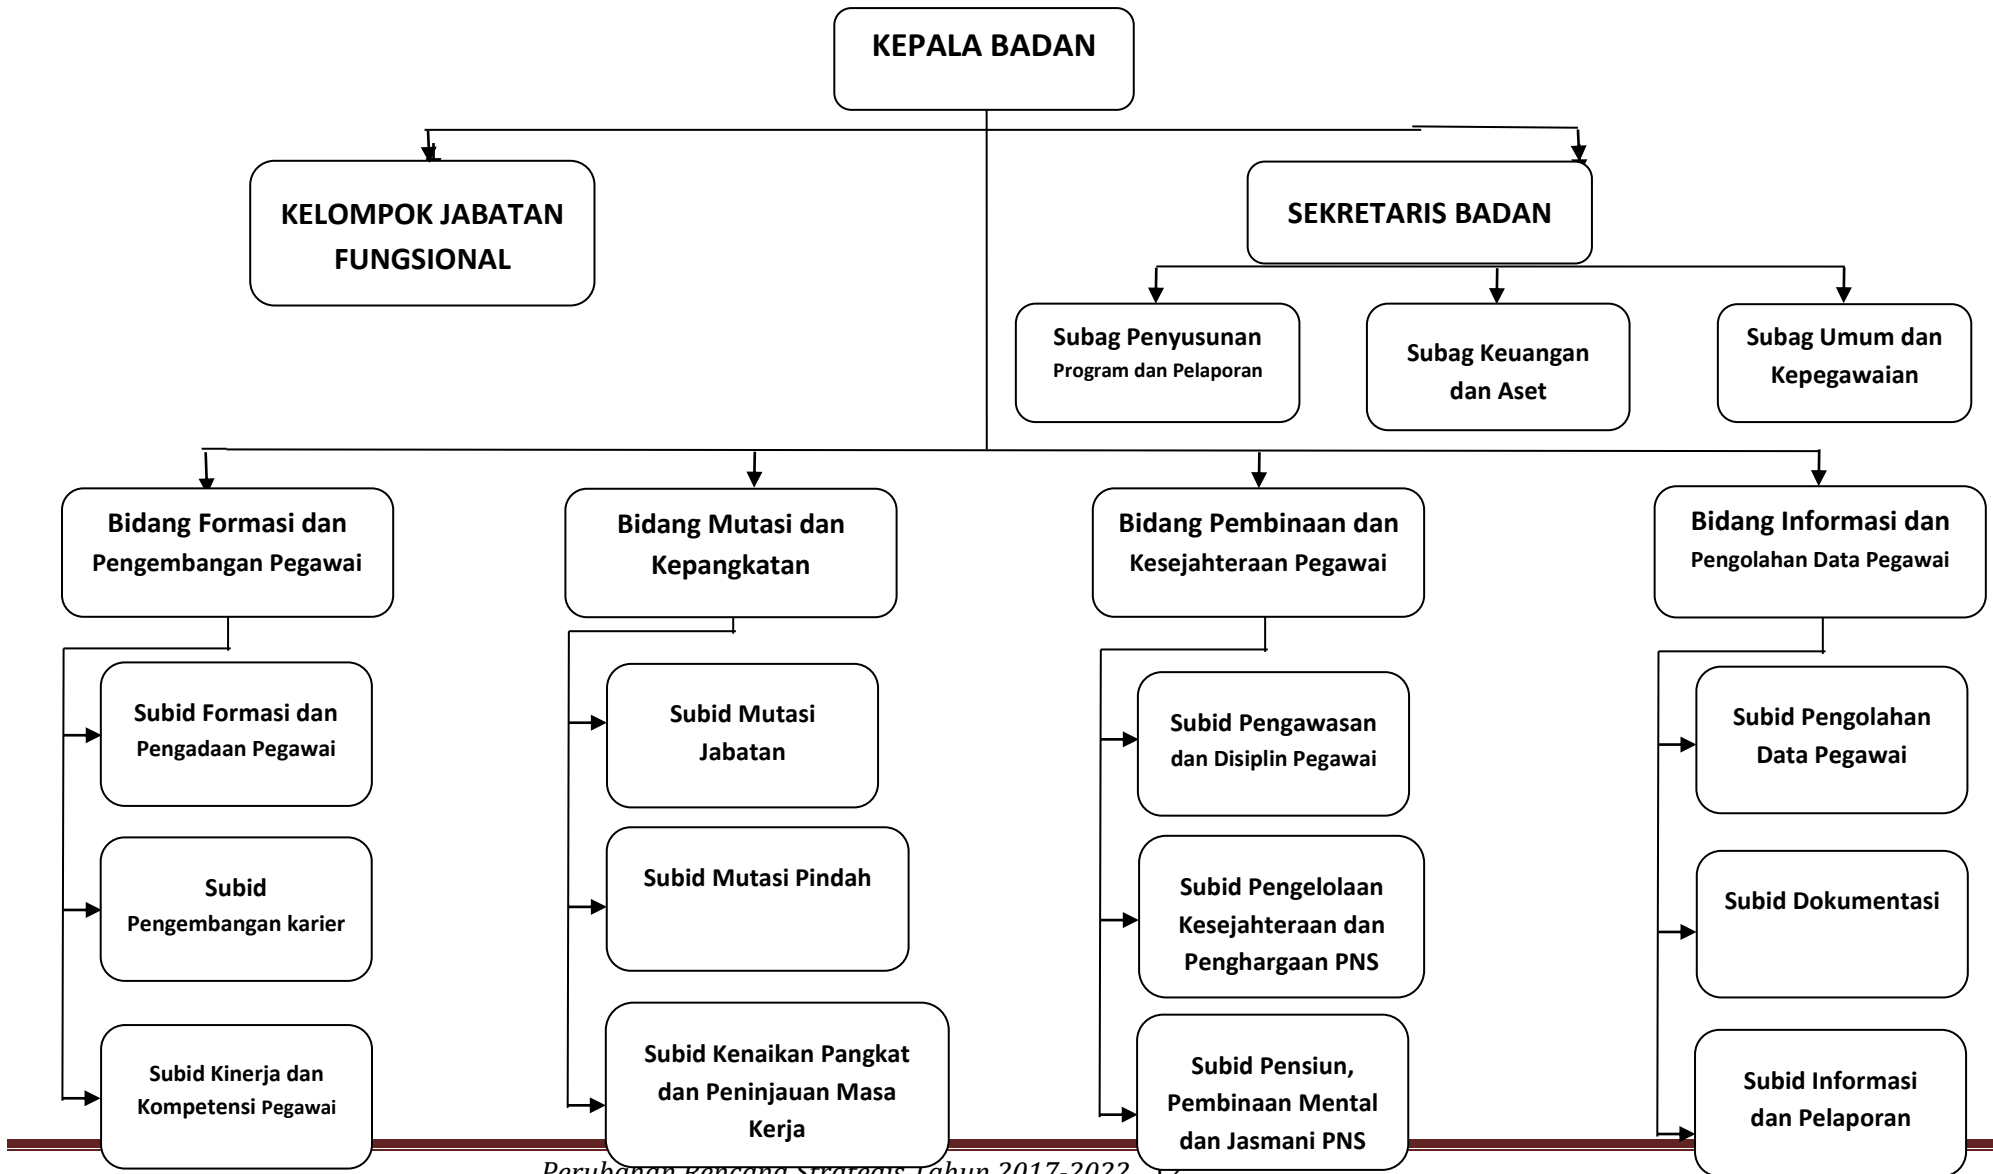 KEPALA BADAN
KELOMPOK JABATAN
FUNGSIONAL
SEKRETARIS BADAN
Subag Penyusunan
Program dan Pelaporan
Subag Keuangan
dan Aset
Subag Umum dan
Kepegawaian
Bidang Formasi dan
Pengembangan Pegawai
Bidang Mutasi dan
Kepangkatan
Bidang Pembinaan dan
Kesejahteraan Pegawai
Bidang Informasi dan
Pengolahan Data Pegawai
Subid Formasi dan
Pengadaan Pegawai
Subid
Pengembangan karier
Subid Kinerja dan
Kompetensi Pegawai
Subid Mutasi
Jabatan
Subid Mutasi Pindah
Subid Kenaikan Pangkat
dan Peninjauan Masa
Kerja
Subid Pengawasan
dan Disiplin Pegawai
Subid Pengelolaan
Kesejahteraan dan
Penghargaan PNS
Subid Pensiun,
Pembinaan Mental
dan Jasmani PNS
Subid Pengolahan
Data Pegawai
Subid Dokumentasi
Subid Informasi
dan Pelaporan
Perubahan Rencana Strategis Tahun 2017-2022